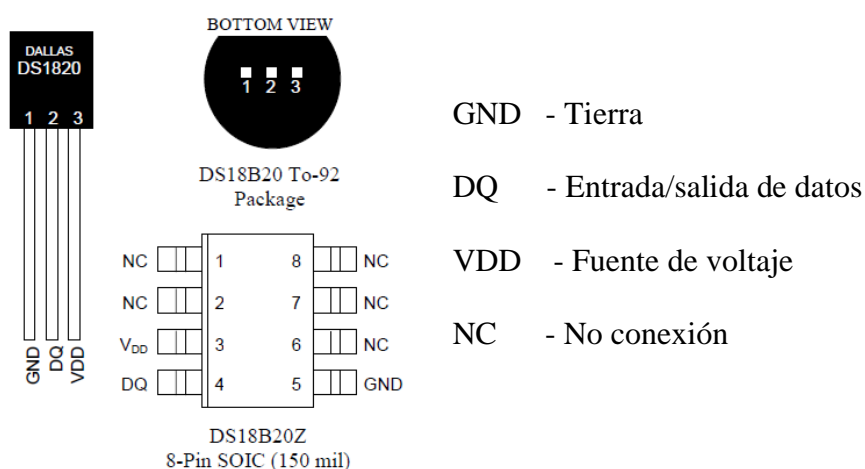 BOTTOM VIEW
DALLAS
DS1820
1 2 3
1 2 3
GND
DQ
VDD
DS18B20 To-92
Package
NC 1 8 NC
NC 2 7 NC
VDD 3 6 NC
DQ 4 5 GND
DS18B20Z
8-Pin SOIC (150 mil)
GND - Tierra
DQ - Entrada/salida de datos
VDD - Fuente de voltaje
NC - No conexión